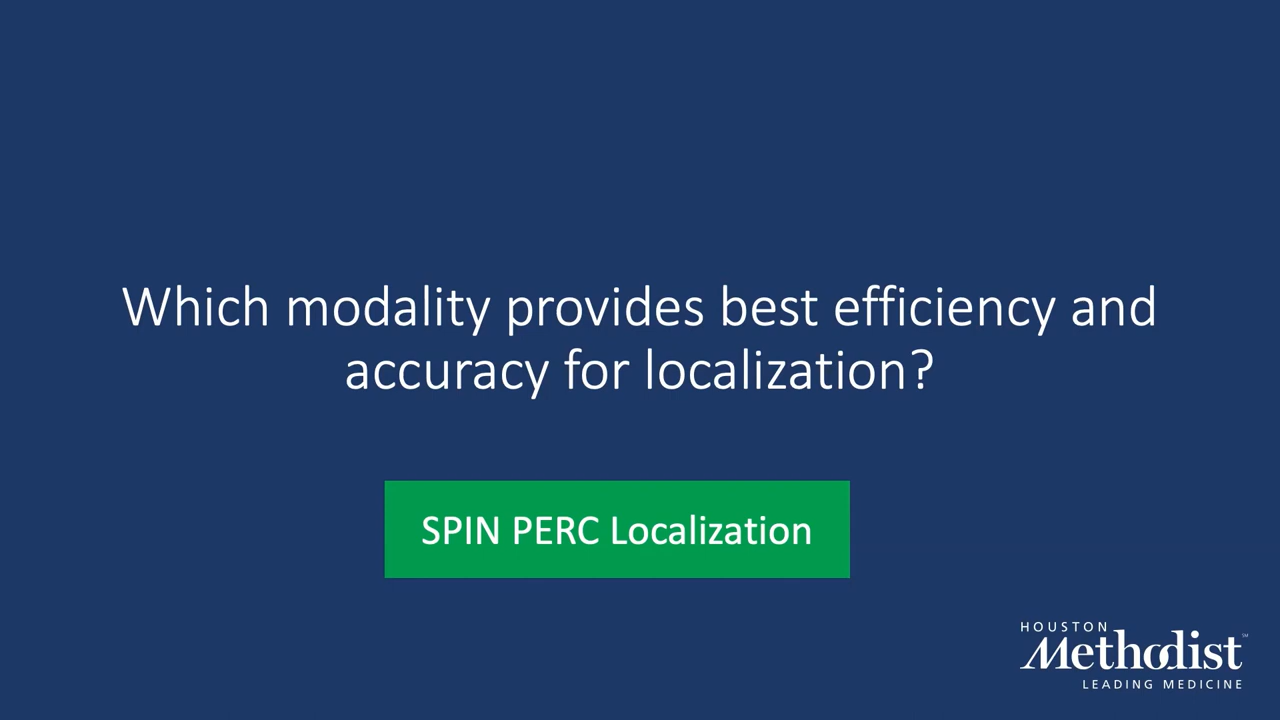 Which modality provides best efficiency and
accuracy for localization?
SPIN PERC Localization
HOUSTON
Methodist
LEADING MEDICINE